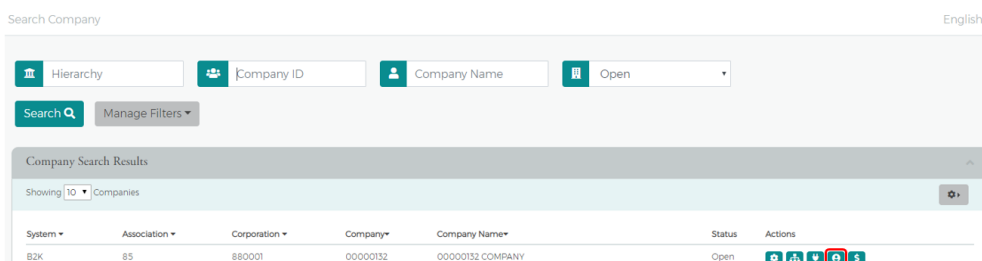 Search Company English
Hierarchy Company ID Company Name Open
Search Manage Filters
Company Search Results
Showing 10 Companies
System Association Corporation Company Company Name Status Actions
B2K 85 880001 00000132 00000132 COMPANY Open $